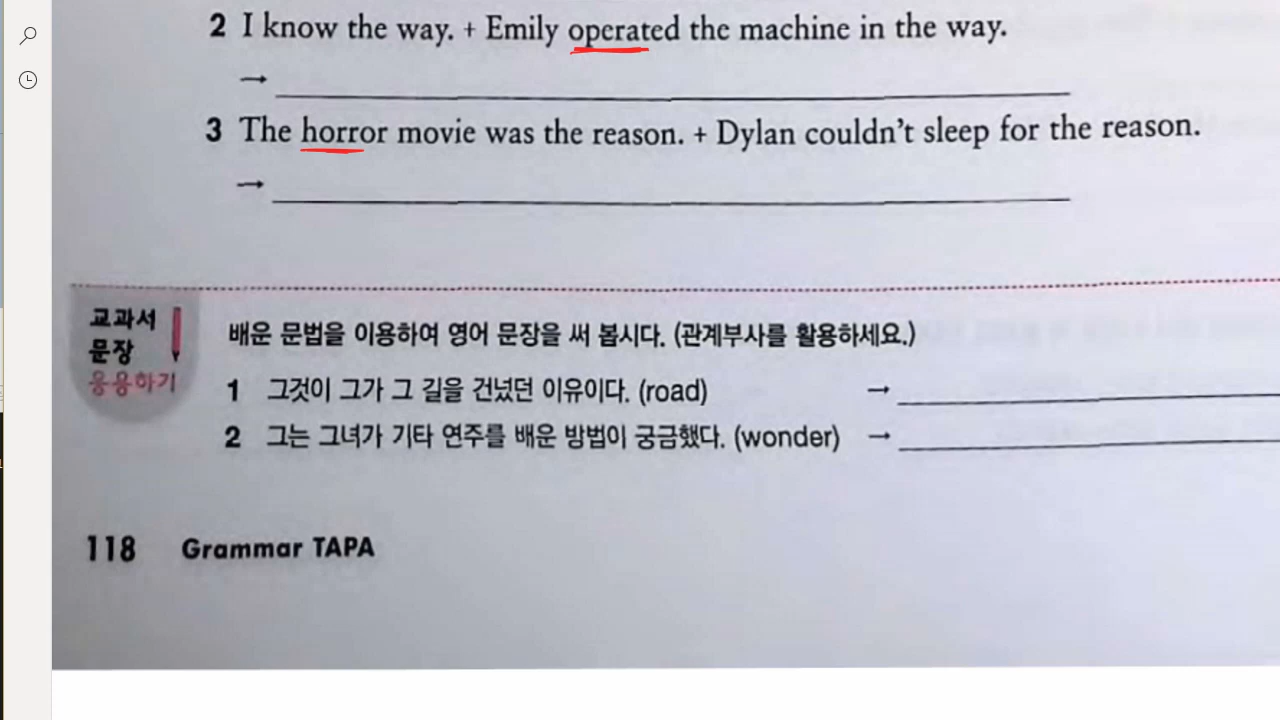 2 I know the way. + Emily operated the machine in the way.
→
3 The horror movie was the reason. + Dylan couldn't sleep for the reason.
→
교과서
문장
응용하기
배운 문법을 이용하여 영어 문장을 써 봅시다. (관계부사를 활용하세요.)
1 그것이 그가 그 길을 건넜던 이유이다. (road) →
2 그는 그녀가 기타 연주를 배운 방법이 궁금했다. (wonder) →
118 Grammar TAPA